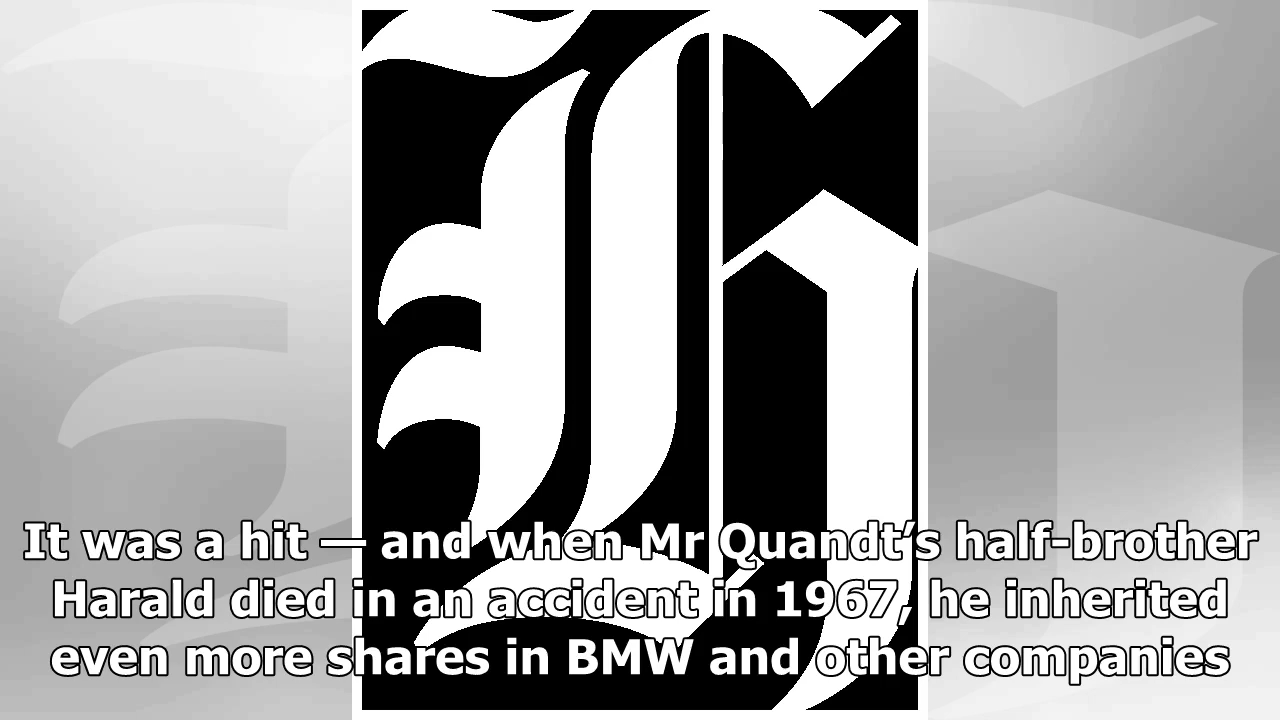 It was a hit — and when Mr Quandt’s half-brother
Harald died in an accident in 1967, he inherited
even more shares in BMW and other companies